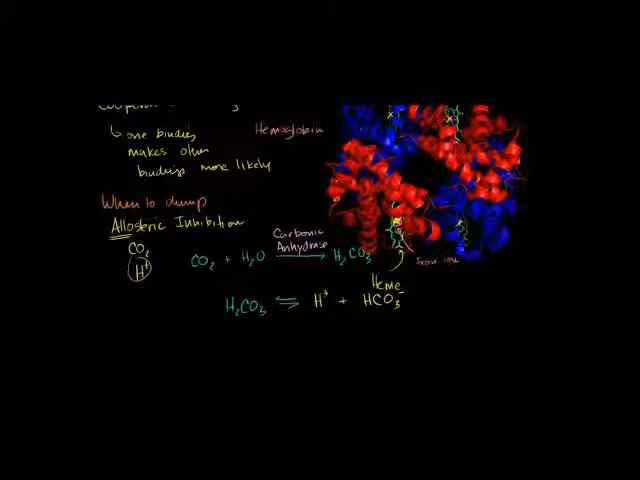 one binding
makes other
bindings more likely
Hemoglobin
When to dump
Allosteric Inhibition
CO2
H+
CO2 + H2O → H2CO3
Carbonic
Anhydrase
Iron ion
Heme
H2CO3 ⇌ H+ + HCO3-